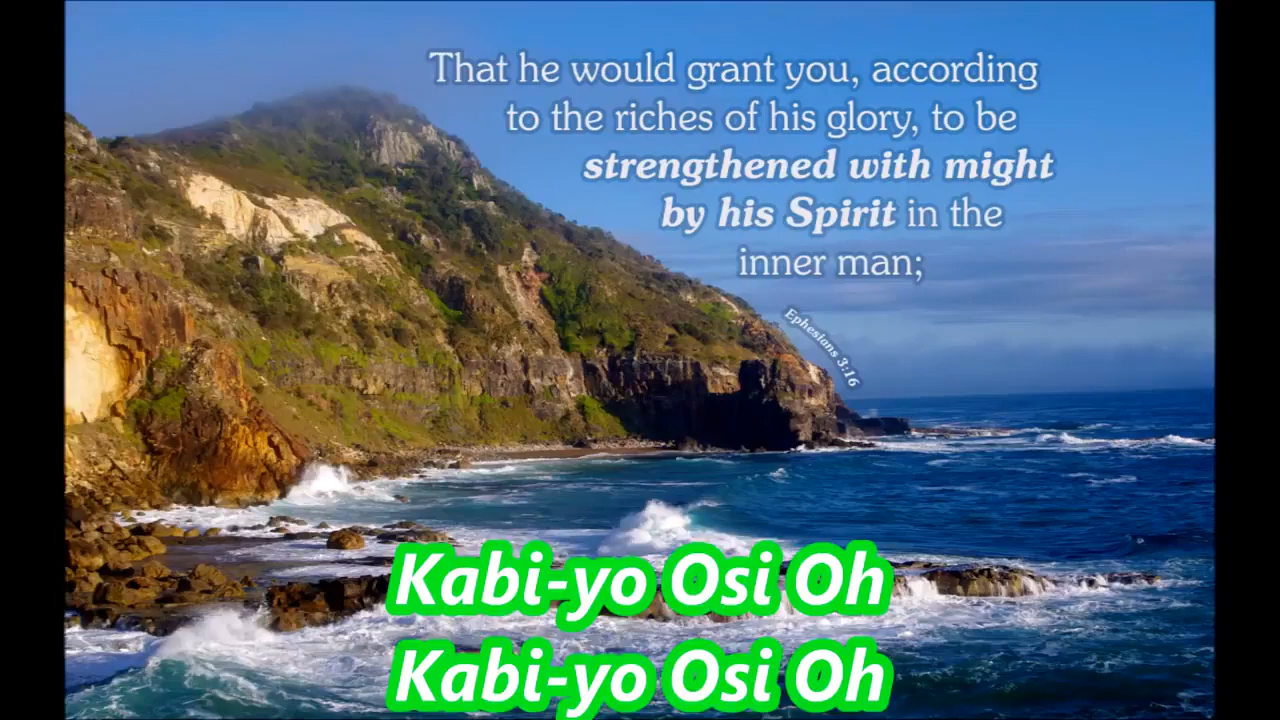 That he would grant you, according
to the riches of his glory, to be
strengthened with might
by his Spirit in the
inner man;
Ephesians 3:16
Kabi-yo Osi Oh
Kabi-yo Osi Oh